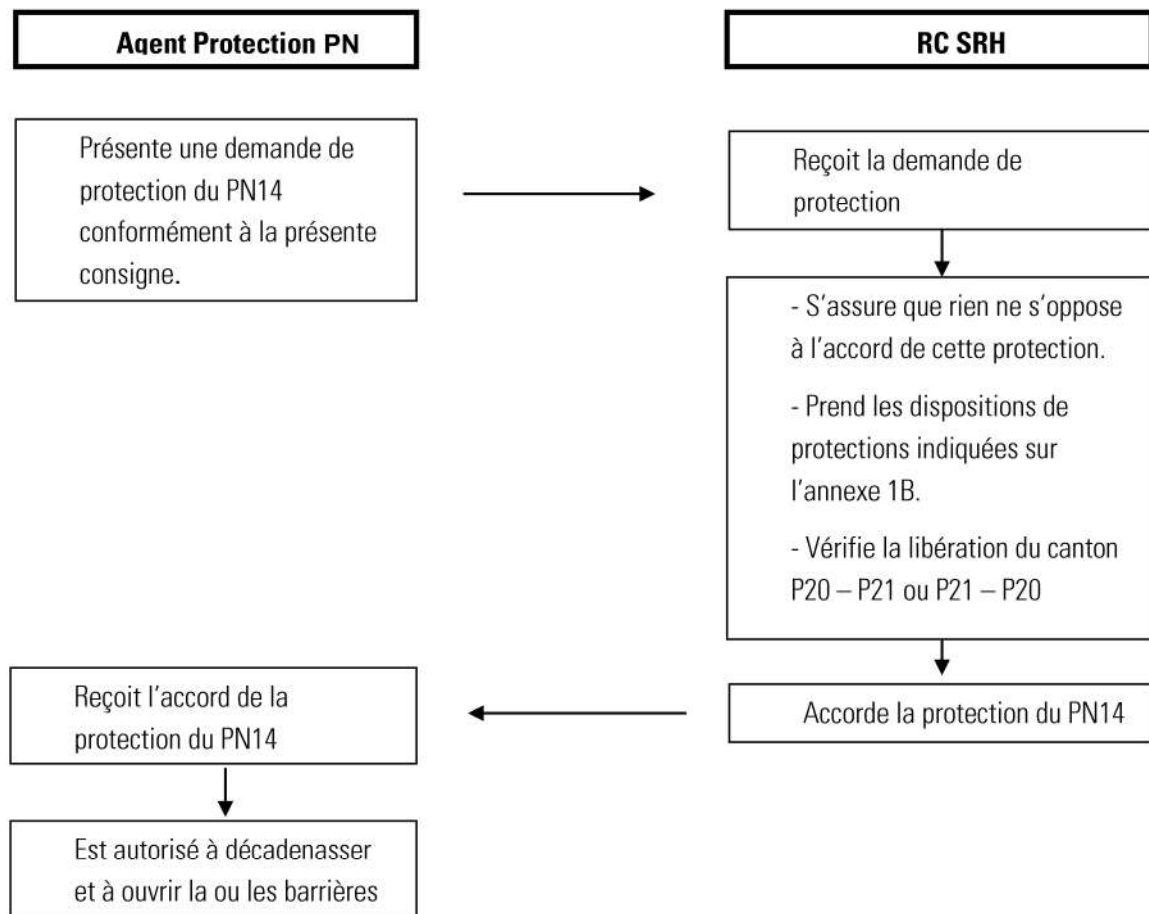 Agent Protection PN
RC SRH
Présente une demande de
protection du PN14
conformément à la présente
consigne.
Reçoit la demande de
protection
- S'assure que rien ne s'oppose
à l'accord de cette protection.
- Prend les dispositions de
protections indiquées sur
l'annexe 1B.
- Vérifie la libération du canton
P20 – P21 ou P21 – P20
Accorde la protection du PN14
Reçoit l'accord de la
protection du PN14
Est autorisé à décadenasser
et à ouvrir la ou les barrières